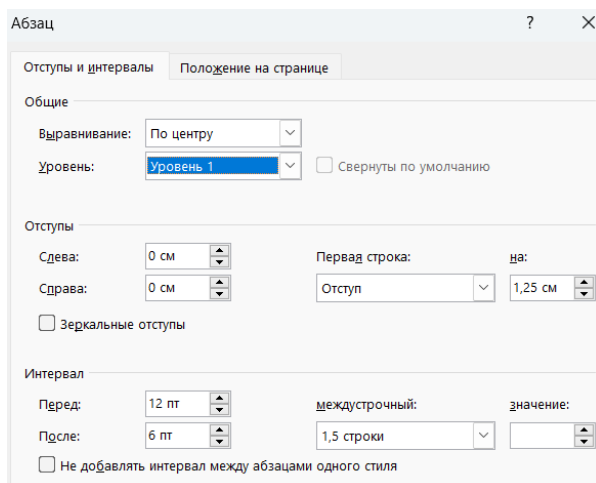 Абзац ?
Отступы и интервалы Положение на странице
Общие
Выравнивание: По центру
Уровень: Уровень 1 Свернуты по умолчанию
Отступы
Слева: 0 см Первая строка: на:
Справа: 0 см Отступ 1,25 см
Зеркальные отступы
Интервал
Перед: 12 пт междустрочный: значение:
После: 6 пт 1,5 строки
Не добавлять интервал между абзацами одного стиля